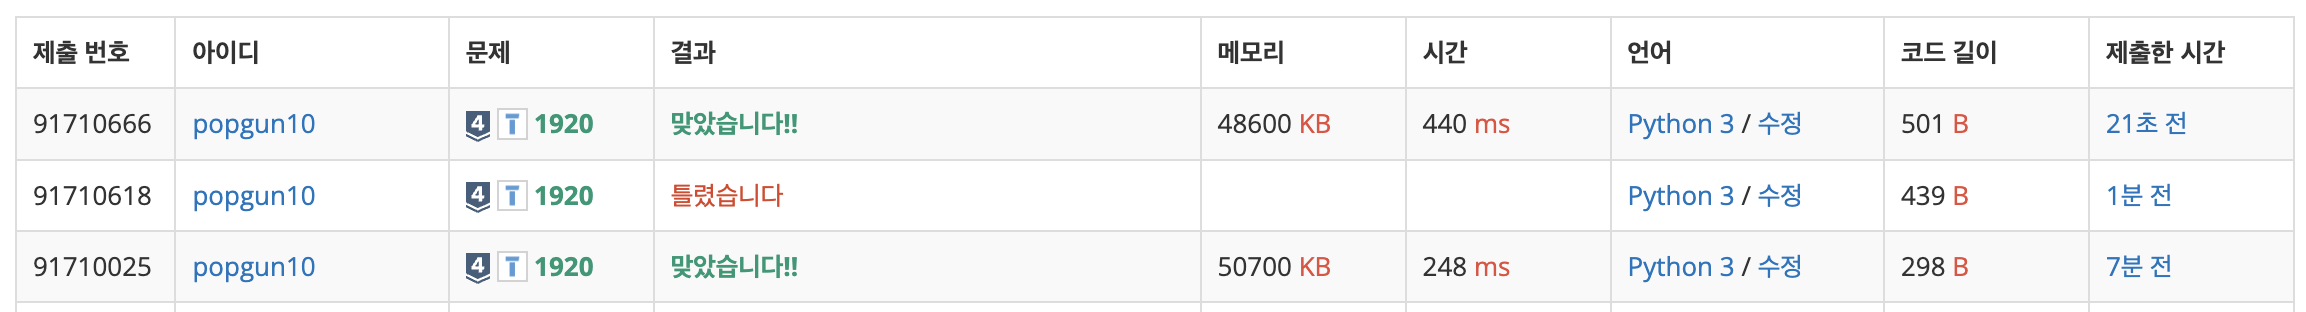 제출 번호 아이디 문제 결과 메모리 시간 언어 코드 길이 제출한 시간
91710666 popgun10 4 T 1920 맞았습니다!! 48600 KB 440 ms Python 3 / 수정 501 B 21초 전
91710618 popgun10 4 T 1920 틀렸습니다 Python 3 / 수정 439 B 1분 전
91710025 popgun10 4 T 1920 맞았습니다!! 50700 KB 248 ms Python 3 / 수정 298 B 7분 전